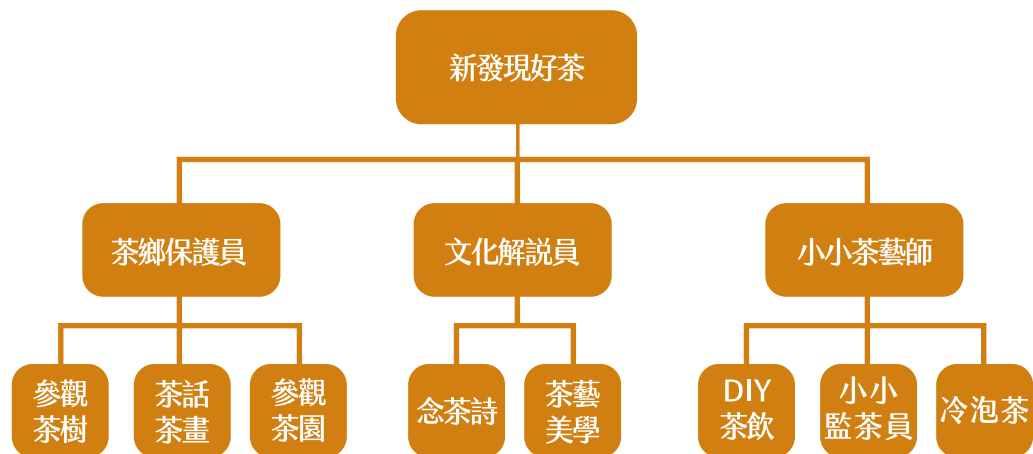 新發現好茶
茶鄉保護員
文化解說員
小小茶藝師
參觀
茶樹
茶話
茶畫
參觀
茶園
念茶詩
茶藝
美學
DIY
茶飲
小小
監茶員
冷泡茶